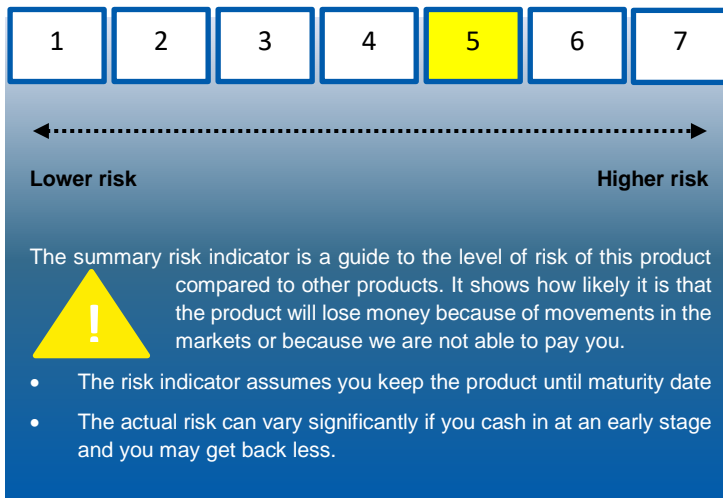 1 2 3 4 5 6 7
Lower risk Higher risk
The summary risk indicator is a guide to the level of risk of this product
compared to other products. It shows how likely it is that
the product will lose money because of movements in the
markets or because we are not able to pay you.
!
• The risk indicator assumes you keep the product until maturity date
• The actual risk can vary significantly if you cash in at an early stage
and you may get back less.